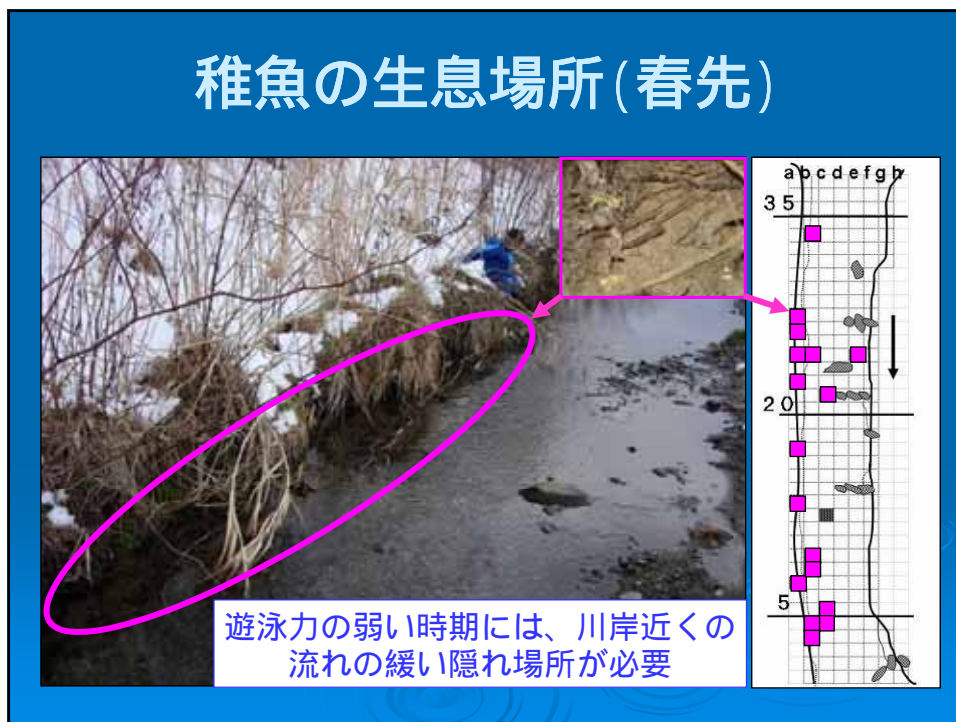 稚魚の生息場所(春先)
a b c d e f g h
35
20
5
遊泳力の弱い時期には、川岸近くの
流れの緩い隠れ場所が必要